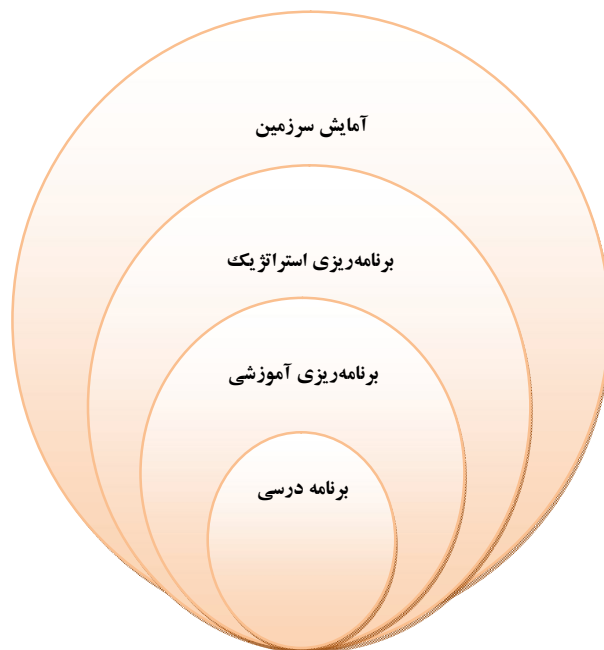 آمایش سرزمین
برنامه‌ریزی استراتژیک
برنامه‌ریزی آموزشی
برنامه درسی